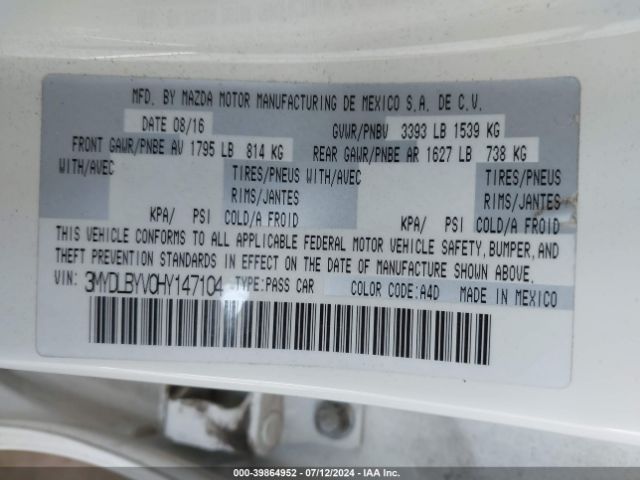 MFD. BY MAZDA MOTOR MANUFACTURING DE MEXICO S.A. DE C.V.
DATE 08/16 GVWR/PNBV 3393 LB 1539 KG
FRONT GAWR/PNBE AV 1795 LB 814 KG REAR GAWR/PNBE AR 1627 LB 738 KG
WITH/AVEC TIRES/PNEUS WITH/AVEC TIRES/PNEUS
RIMS/JANTES RIMS/JANTES
KPA/ PSI COLD/A FROID KPA/ PSI COLD/A FROID
THIS VEHICLE CONFORMS TO ALL APPLICABLE FEDERAL MOTOR VEHICLE SAFETY, BUMPER, AND
THEFT PREVENTION STANDARDS IN EFFECT ON THE DATE OF MANUFACTURE SHOWN ABOVE.
VIN: 3MYDLBYV0HY147104 TYPE:PASS CAR COLOR CODE:A4D MADE IN MEXICO
000-39864952 - 07/12/2024 - IAA Inc.